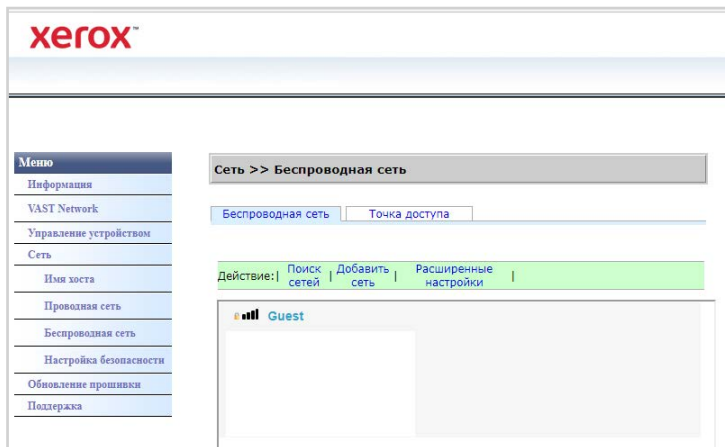 xerox™
Меню
Информация
VAST Network
Управление устройством
Сеть
Имя хоста
Проводная сеть
Беспроводная сеть
Настройка безопасности
Обновление прошивки
Поддержка
Сеть >> Беспроводная сеть
Беспроводная сеть
Точка доступа
Действие:| Поиск сетей | Добавить сеть | Расширенные настройки |
Guest